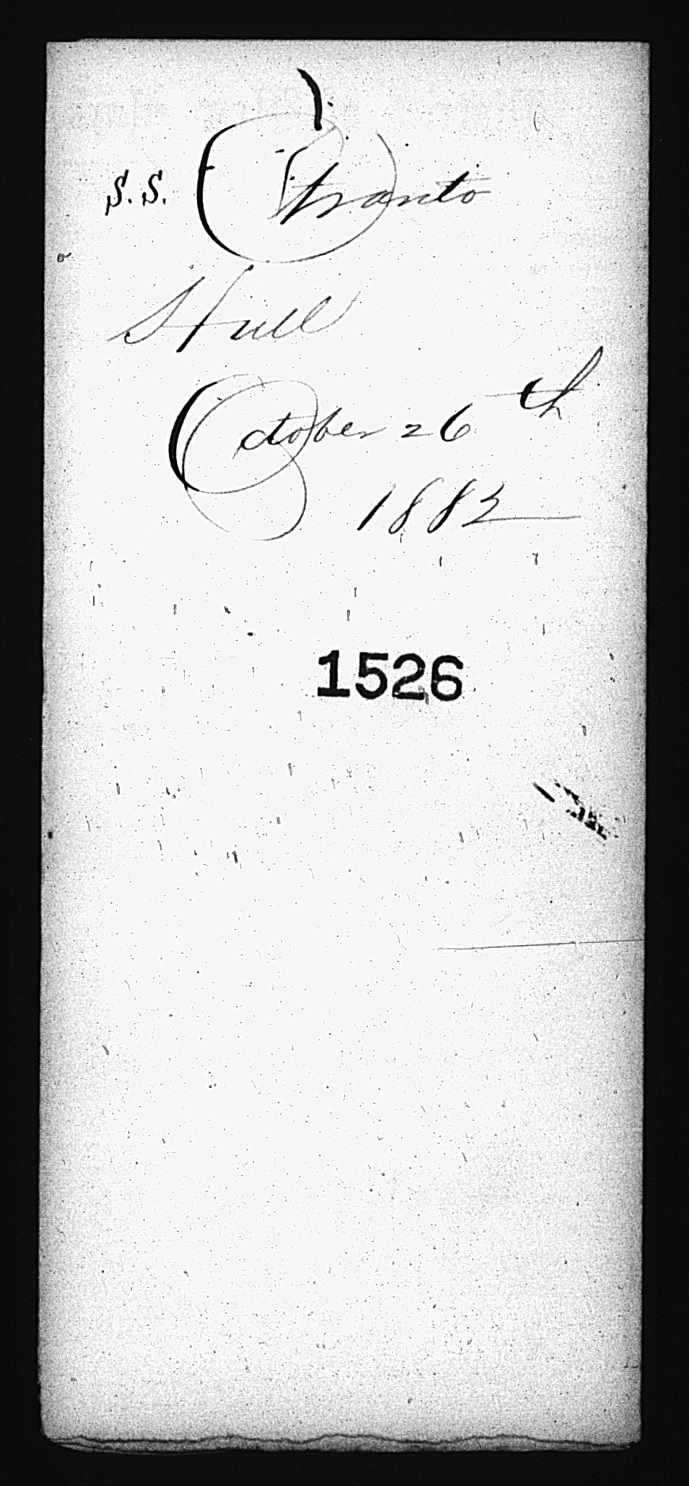 S.S. Otranto
Hull
October 26th
1882
1526